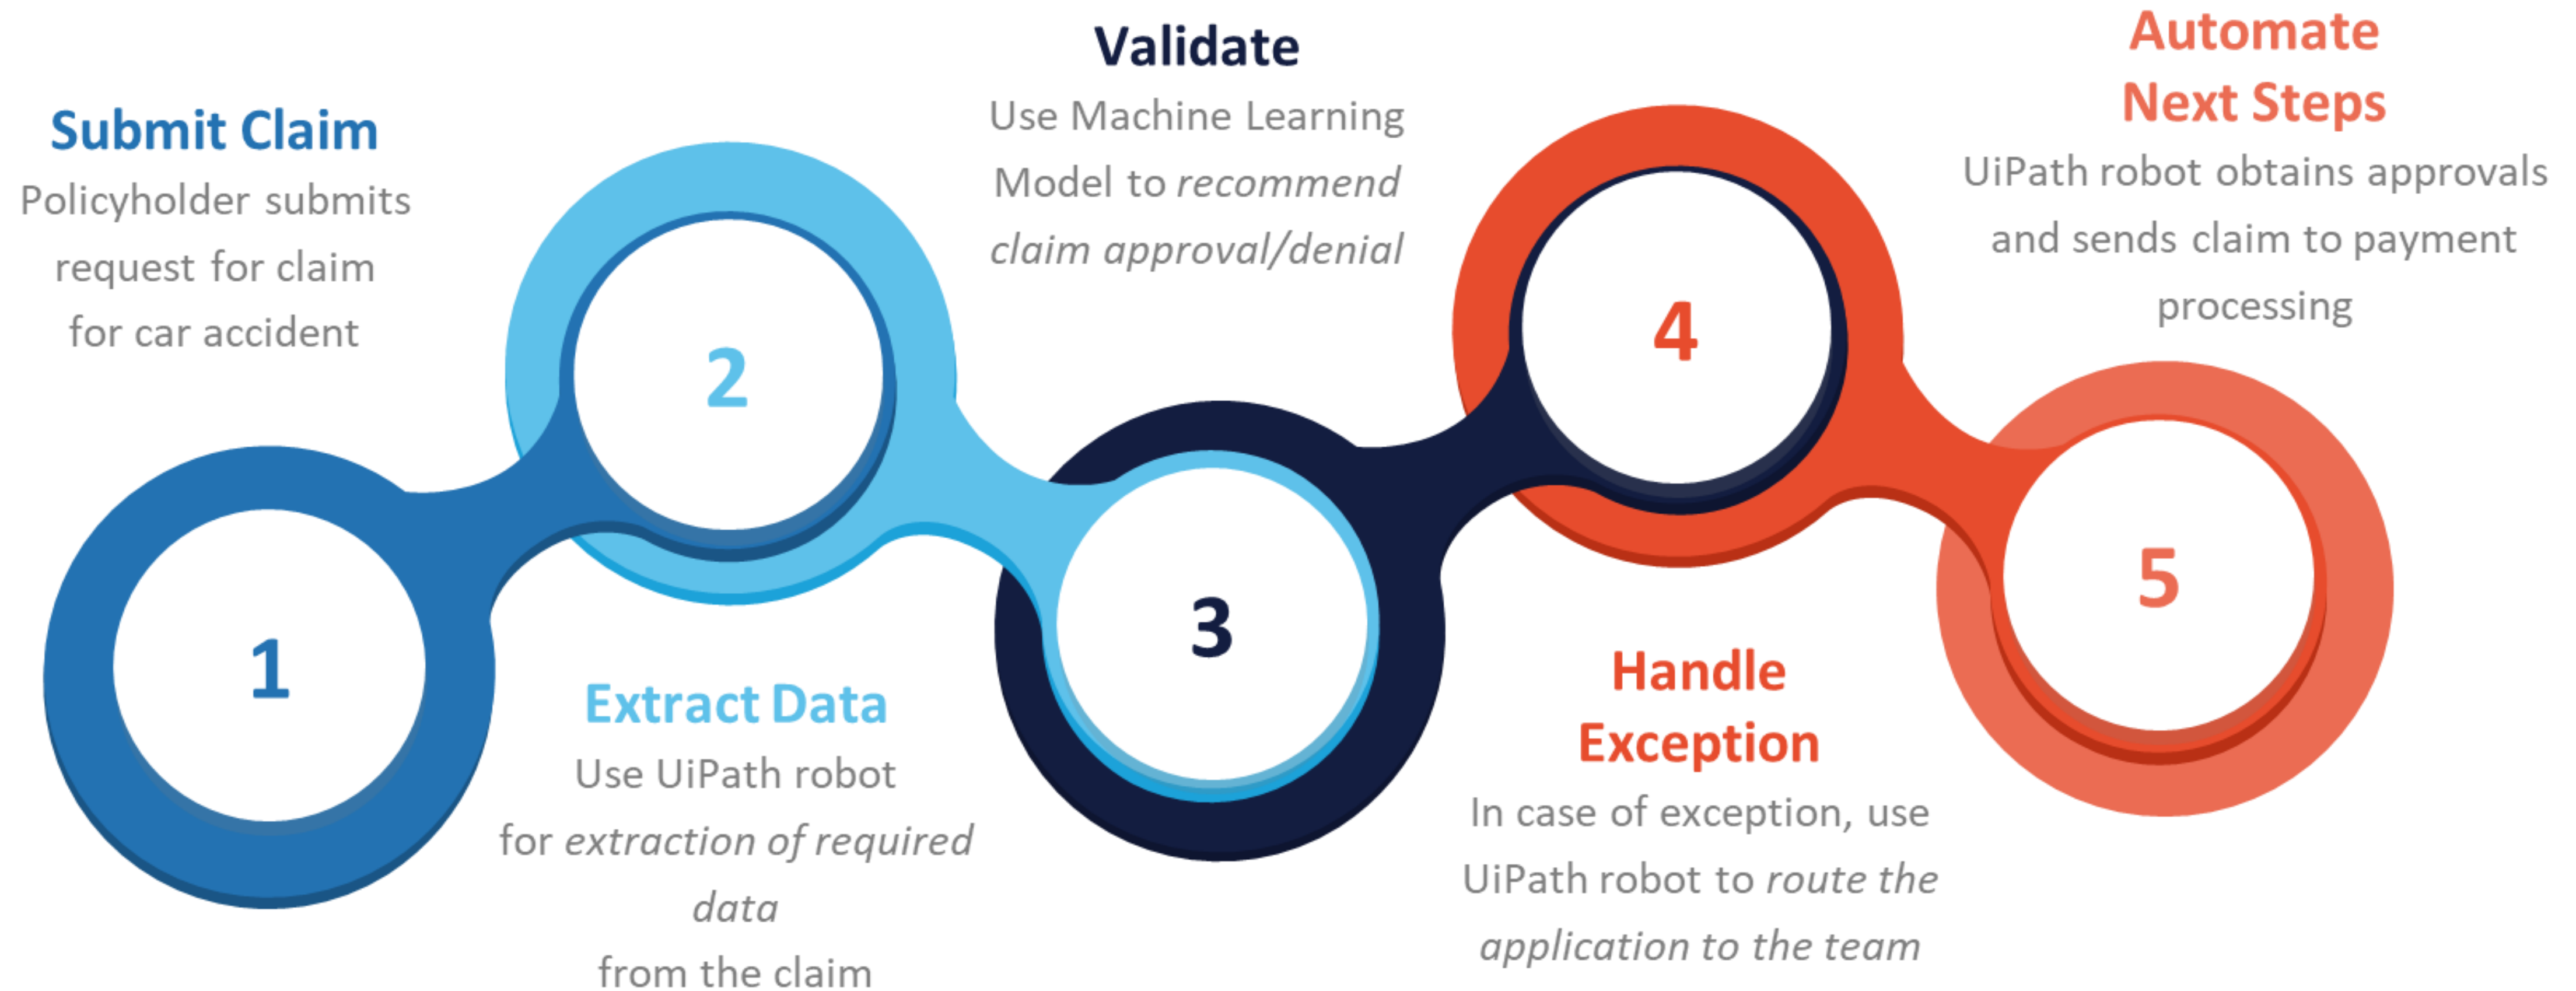 Submit Claim
Policyholder submits
request for claim
for car accident
1
2
Extract Data
Use UiPath robot
for extraction of required
data
from the claim
Validate
Use Machine Learning
Model to recommend
claim approval/denial
3
4
Handle
Exception
In case of exception, use
UiPath robot to route the
application to the team
Automate
Next Steps
UiPath robot obtains approvals
and sends claim to payment
processing
5